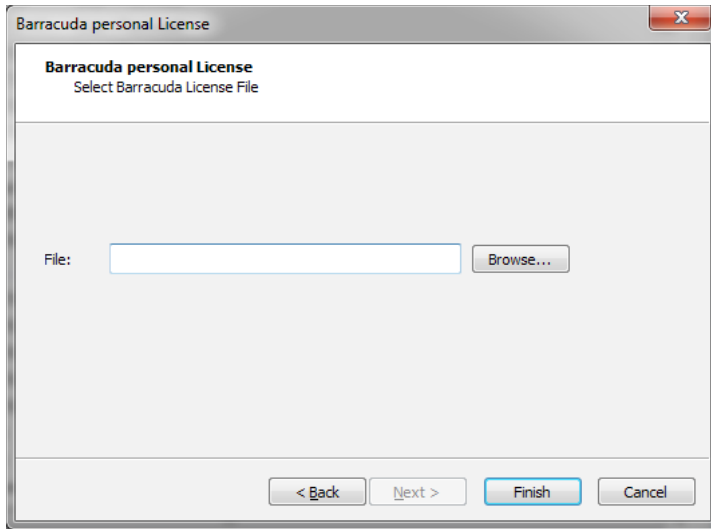 Barracuda personal License
Barracuda personal License
Select Barracuda License File
File:
Browse...
< Back
Next >
Finish
Cancel